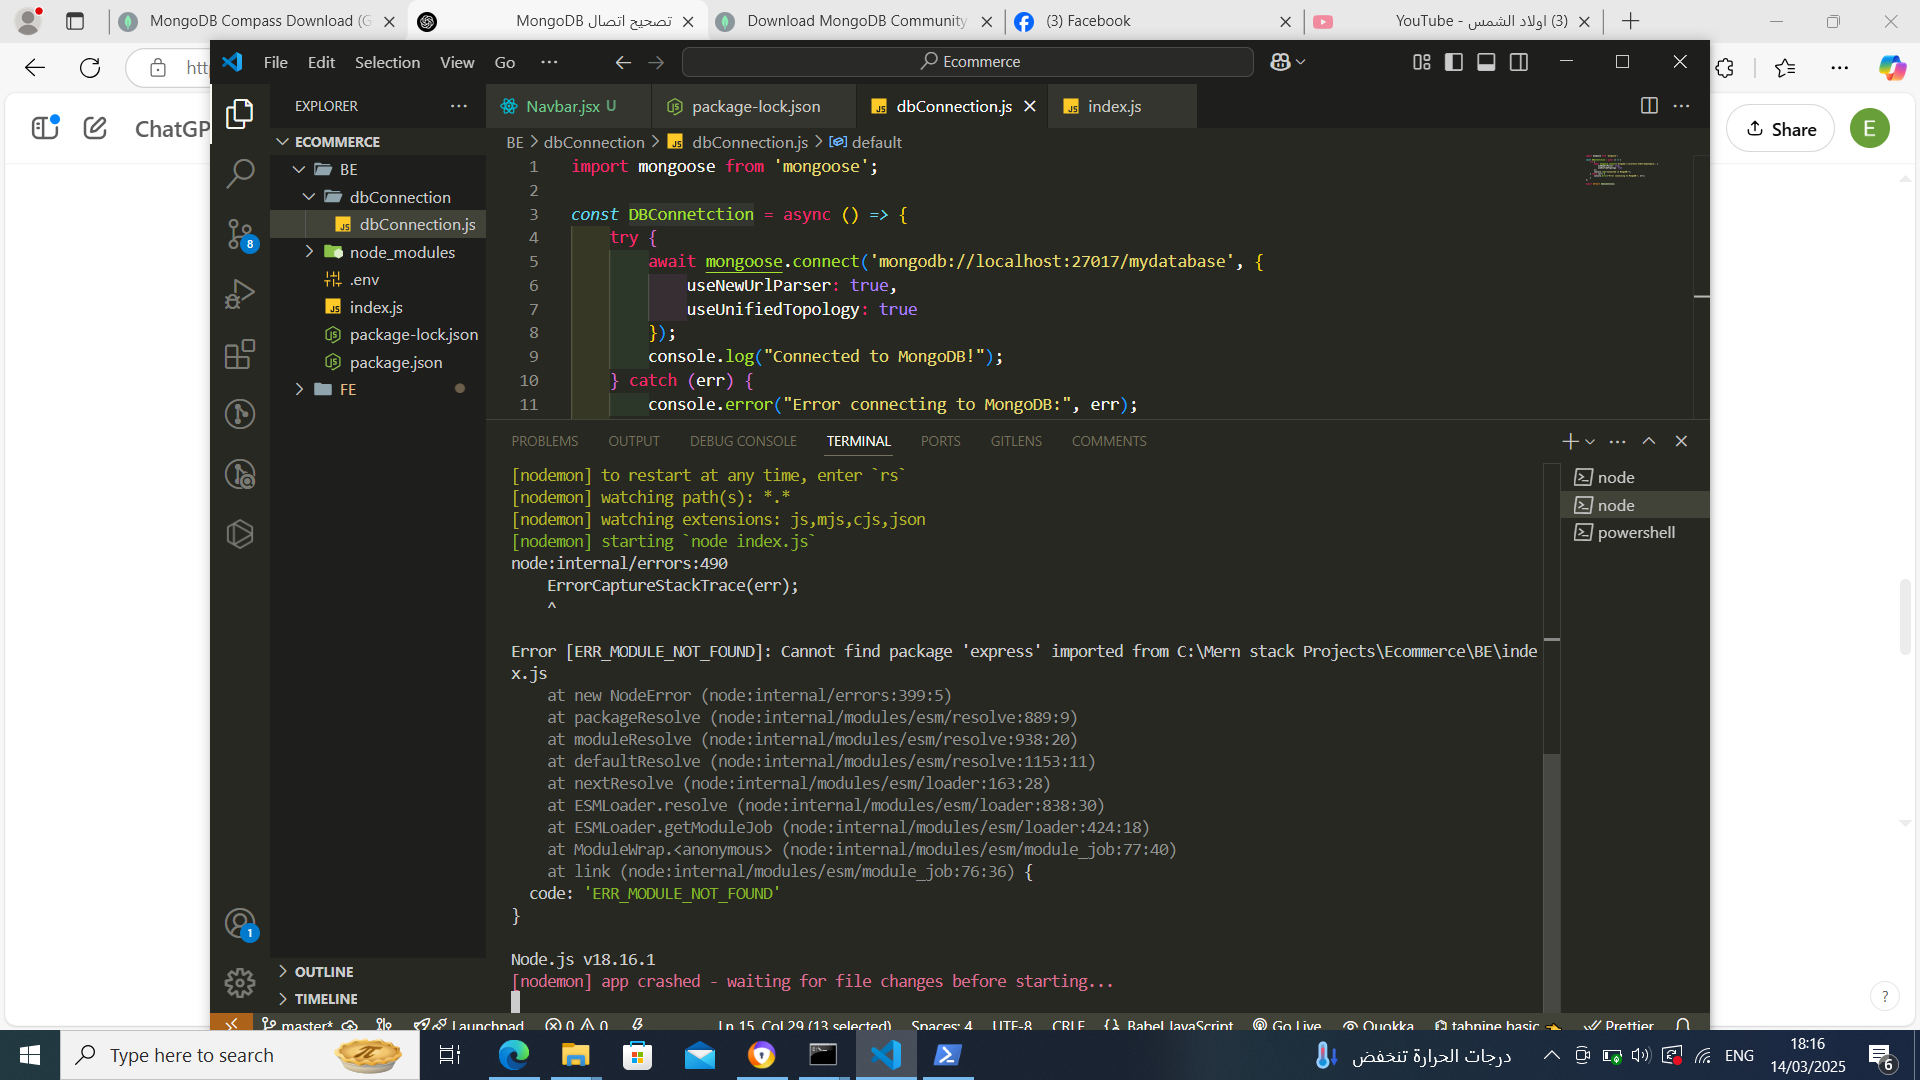 MongoDB Compass Download (G
تصحيح اتصال MongoDB
Download MongoDB Community
(3) Facebook
(3) اولاد الشمس - YouTube
htt
File Edit Selection View Go ...
Ecommerce
ChatGP
Share
E
EXPLORER
Navbar.jsx U
package-lock.json
dbConnection.js
index.js
ECOMMERCE
BE > dbConnection > dbConnection.js > default
BE
dbConnection
dbConnection.js
node_modules
.env
index.js
package-lock.json
package.json
FE
8
1 import mongoose from 'mongoose';
2
3 const DBConnetction = async () => {
4 try {
5 await mongoose.connect('mongodb://localhost:27017/mydatabase', {
6 useNewUrlParser: true,
7 useUnifiedTopology: true
8 });
9 console.log("Connected to MongoDB!");
10 } catch (err) {
11 console.error("Error connecting to MongoDB:", err);
PROBLEMS OUTPUT DEBUG CONSOLE TERMINAL PORTS GITLENS COMMENTS
node
node
powershell
[nodemon] to restart at any time, enter `rs`
[nodemon] watching path(s): *.*
[nodemon] watching extensions: js,mjs,cjs,json
[nodemon] starting `node index.js`
node:internal/errors:490
ErrorCaptureStackTrace(err);
^
Error [ERR_MODULE_NOT_FOUND]: Cannot find package 'express' imported from C:\Mern stack Projects\Ecommerce\BE\inde
x.js
at new NodeError (node:internal/errors:399:5)
at packageResolve (node:internal/modules/esm/resolve:889:9)
at moduleResolve (node:internal/modules/esm/resolve:938:20)
at defaultResolve (node:internal/modules/esm/resolve:1153:11)
at nextResolve (node:internal/modules/esm/loader:163:28)
at ESMLoader.resolve (node:internal/modules/esm/loader:838:30)
at ESMLoader.getModuleJob (node:internal/modules/esm/loader:424:18)
at ModuleWrap.<anonymous> (node:internal/modules/esm/module_job:77:40)
at link (node:internal/modules/esm/module_job:76:36) {
code: 'ERR_MODULE_NOT_FOUND'
}
Node.js v18.16.1
[nodemon] app crashed - waiting for file changes before starting...
1
OUTLINE
TIMELINE
?
master* Launchpad 0 0 Ln 15, Col 29 (13 selected) Spaces: 4 UTF-8 CRLF {} Babel JavaScript Go Live Quokka tabnine basic Prettier
Type here to search
درجات الحرارة تنخفض
ENG
18:16
14/03/2025
6